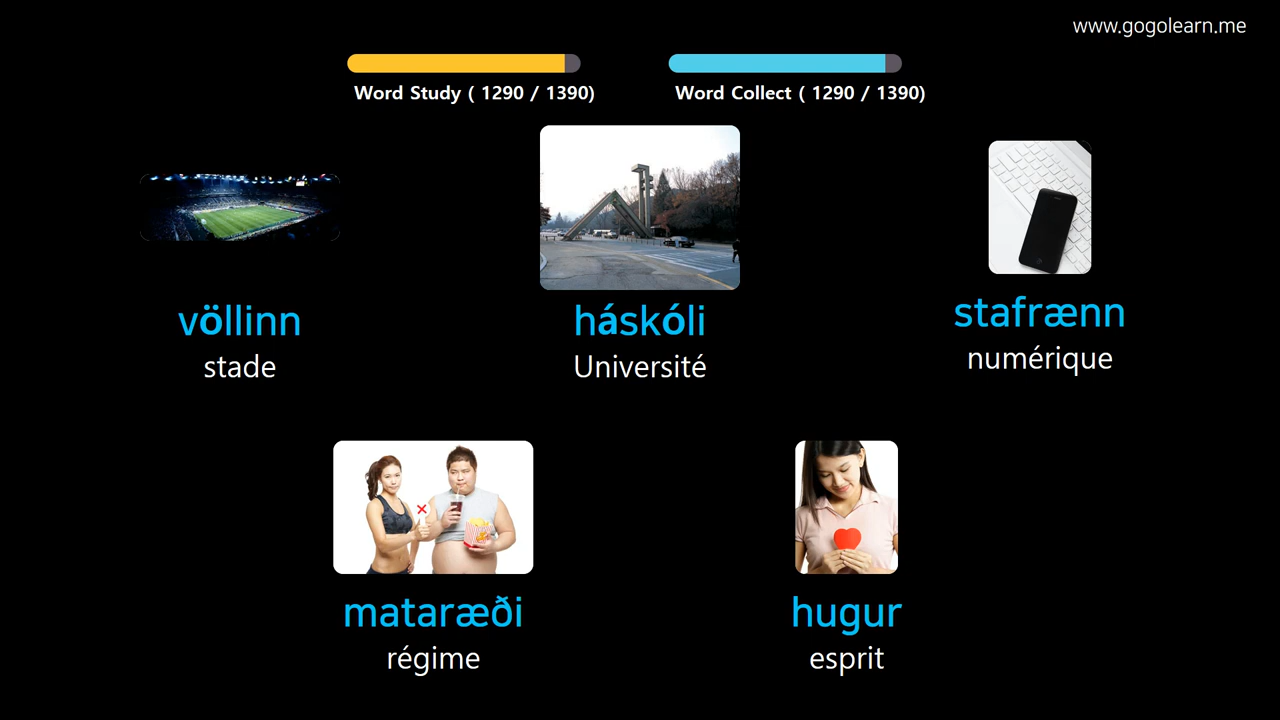 www.gogolearn.me
Word Study ( 1290 / 1390)
Word Collect ( 1290 / 1390)
völlinn
stade
háskóli
Université
stafrænn
numérique
mataræði
régime
hugur
esprit